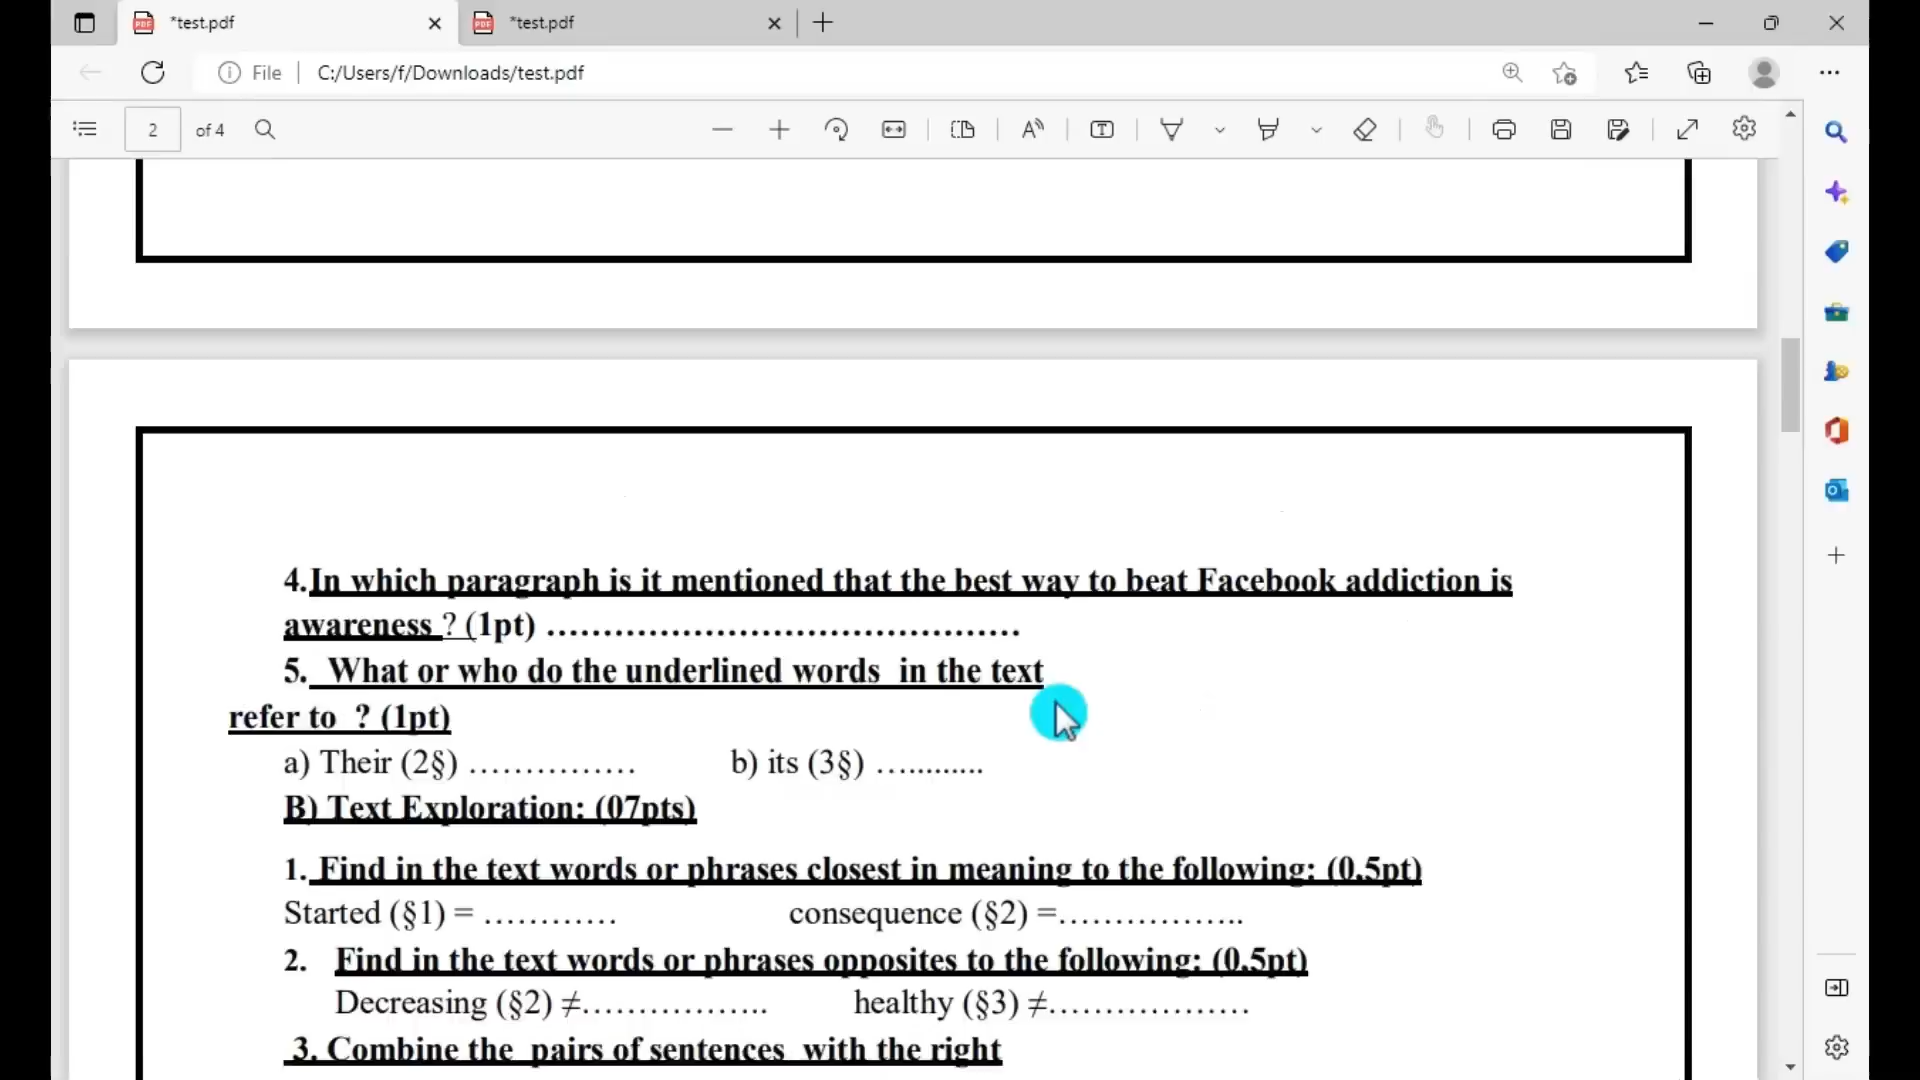 *test.pdf
*test.pdf
File
C:/Users/f/Downloads/test.pdf
2 of 4
4.In which paragraph is it mentioned that the best way to beat Facebook addiction is
awareness ? (1pt) ……………………………………
5. What or who do the underlined words in the text
refer to ? (1pt)
a) Their (2§) …………… b) its (3§) ….........
B) Text Exploration: (07pts)
1. Find in the text words or phrases closest in meaning to the following: (0.5pt)
Started (§1) = ………… consequence (§2) =……………..
2. Find in the text words or phrases opposites to the following: (0.5pt)
Decreasing (§2) ≠…………….. healthy (§3) ≠………………
3. Combine the pairs of sentences with the right